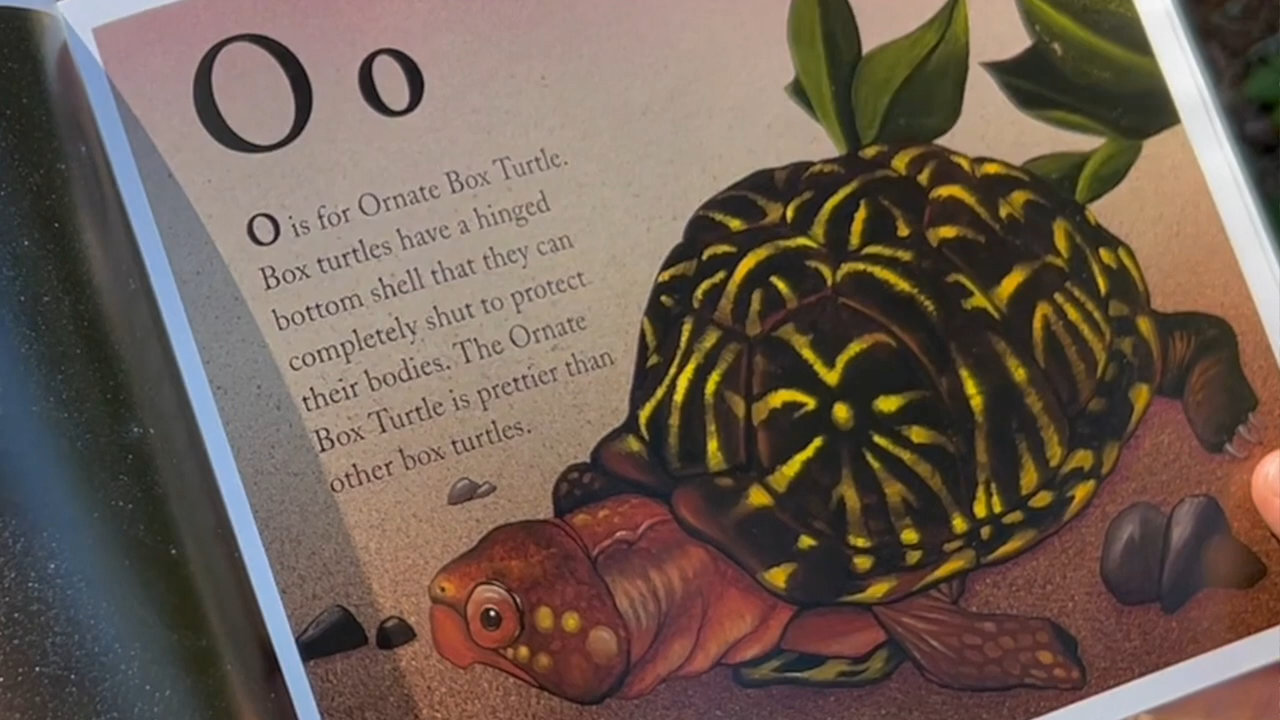 O o
O is for Ornate Box Turtle.
Box turtles have a hinged
bottom shell that they can
completely shut to protect
their bodies. The Ornate
Box Turtle is prettier than
other box turtles.